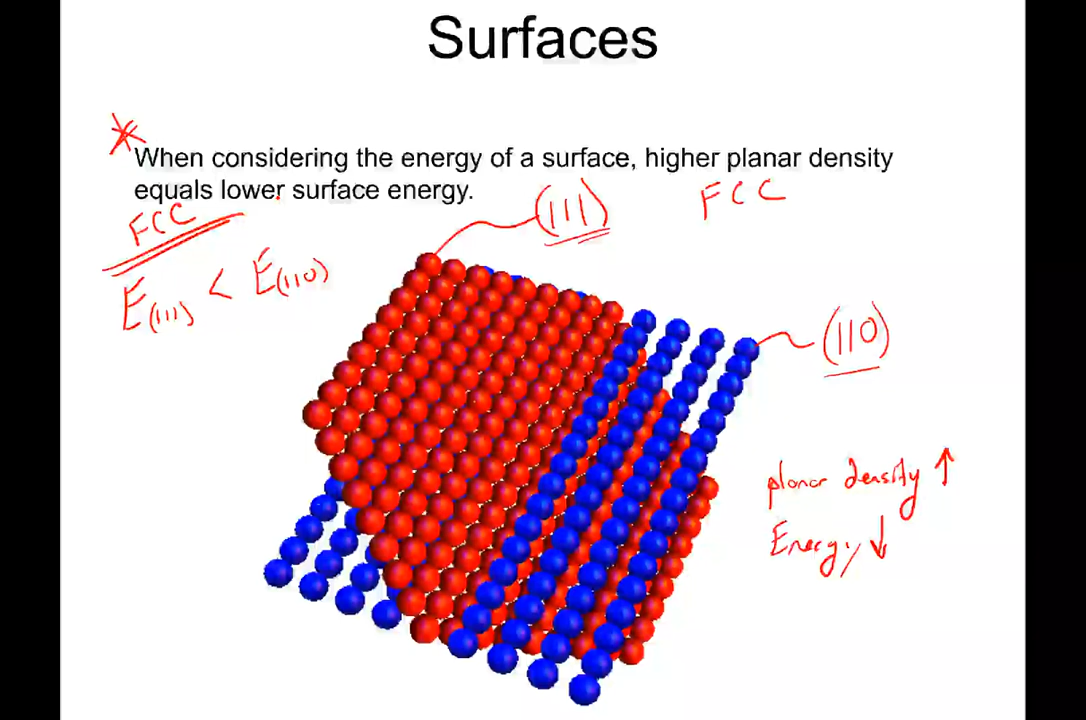 Surfaces
When considering the energy of a surface, higher planar density
equals lower surface energy.
FCC
(111)
FCC
E(111) < E(110)
(110)
planar density ↑
Energy ↓